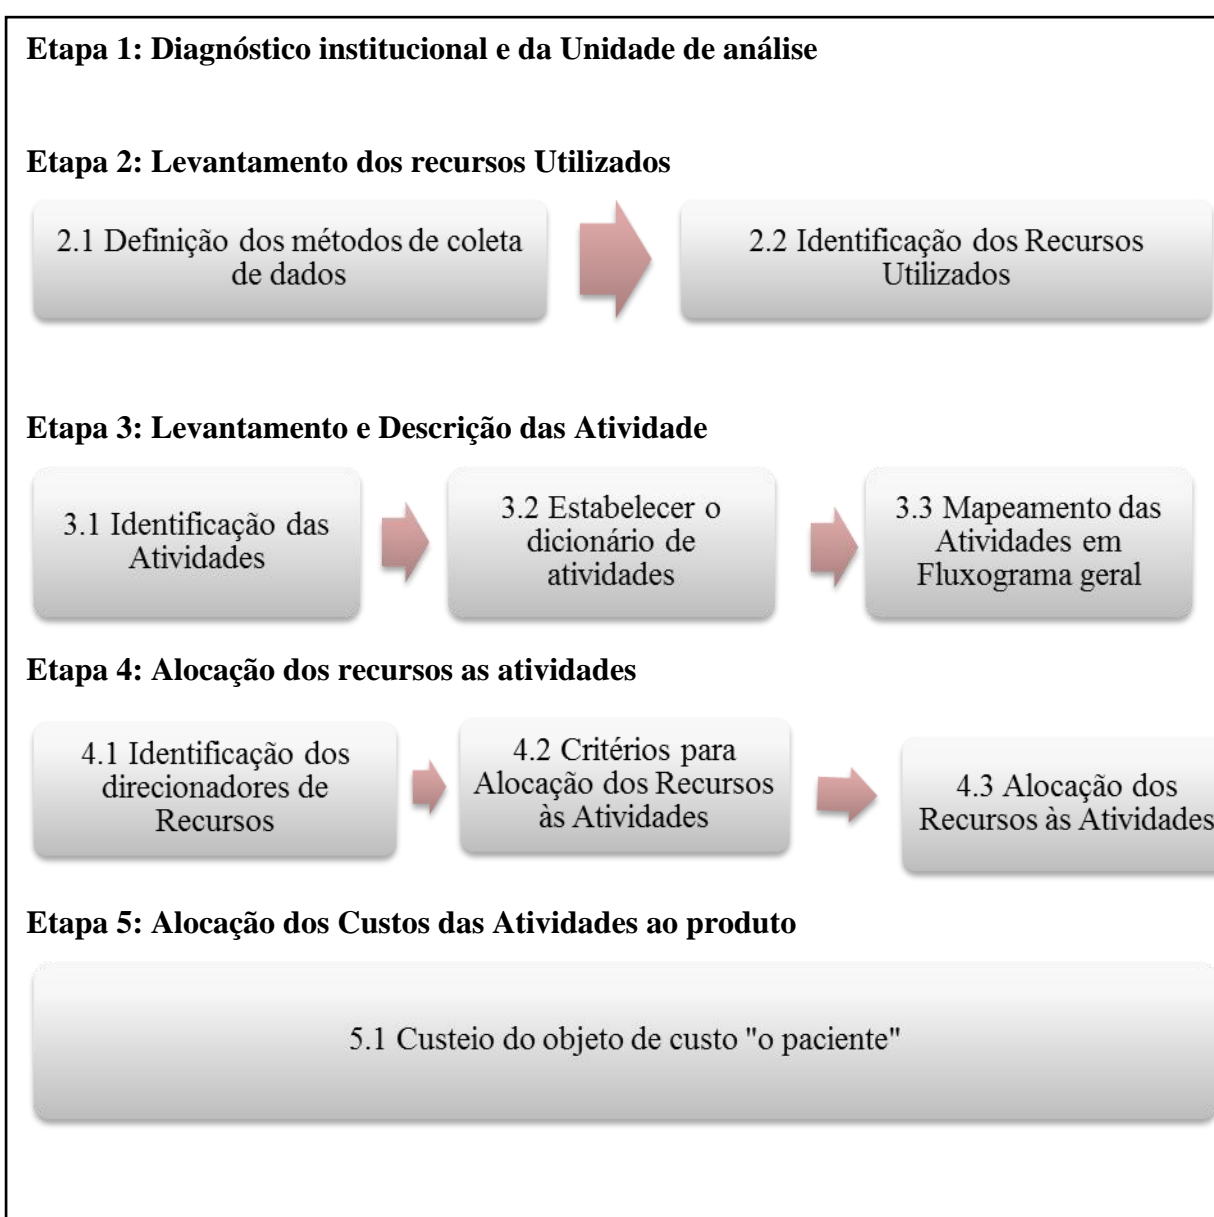 Etapa 1: Diagnóstico institucional e da Unidade de análise
Etapa 2: Levantamento dos recursos Utilizados
2.1 Definição dos métodos de coleta
de dados
2.2 Identificação dos Recursos
Utilizados
Etapa 3: Levantamento e Descrição das Atividade
3.1 Identificação das
Atividades
3.2 Estabelecer o
dicionário de
atividades
3.3 Mapeamento das
Atividades em
Fluxograma geral
Etapa 4: Alocação dos recursos as atividades
4.1 Identificação dos
direcionadores de
Recursos
4.2 Critérios para
Alocação dos Recursos
às Atividades
4.3 Alocação dos
Recursos às Atividades
Etapa 5: Alocação dos Custos das Atividades ao produto
5.1 Custeio do objeto de custo "o paciente"